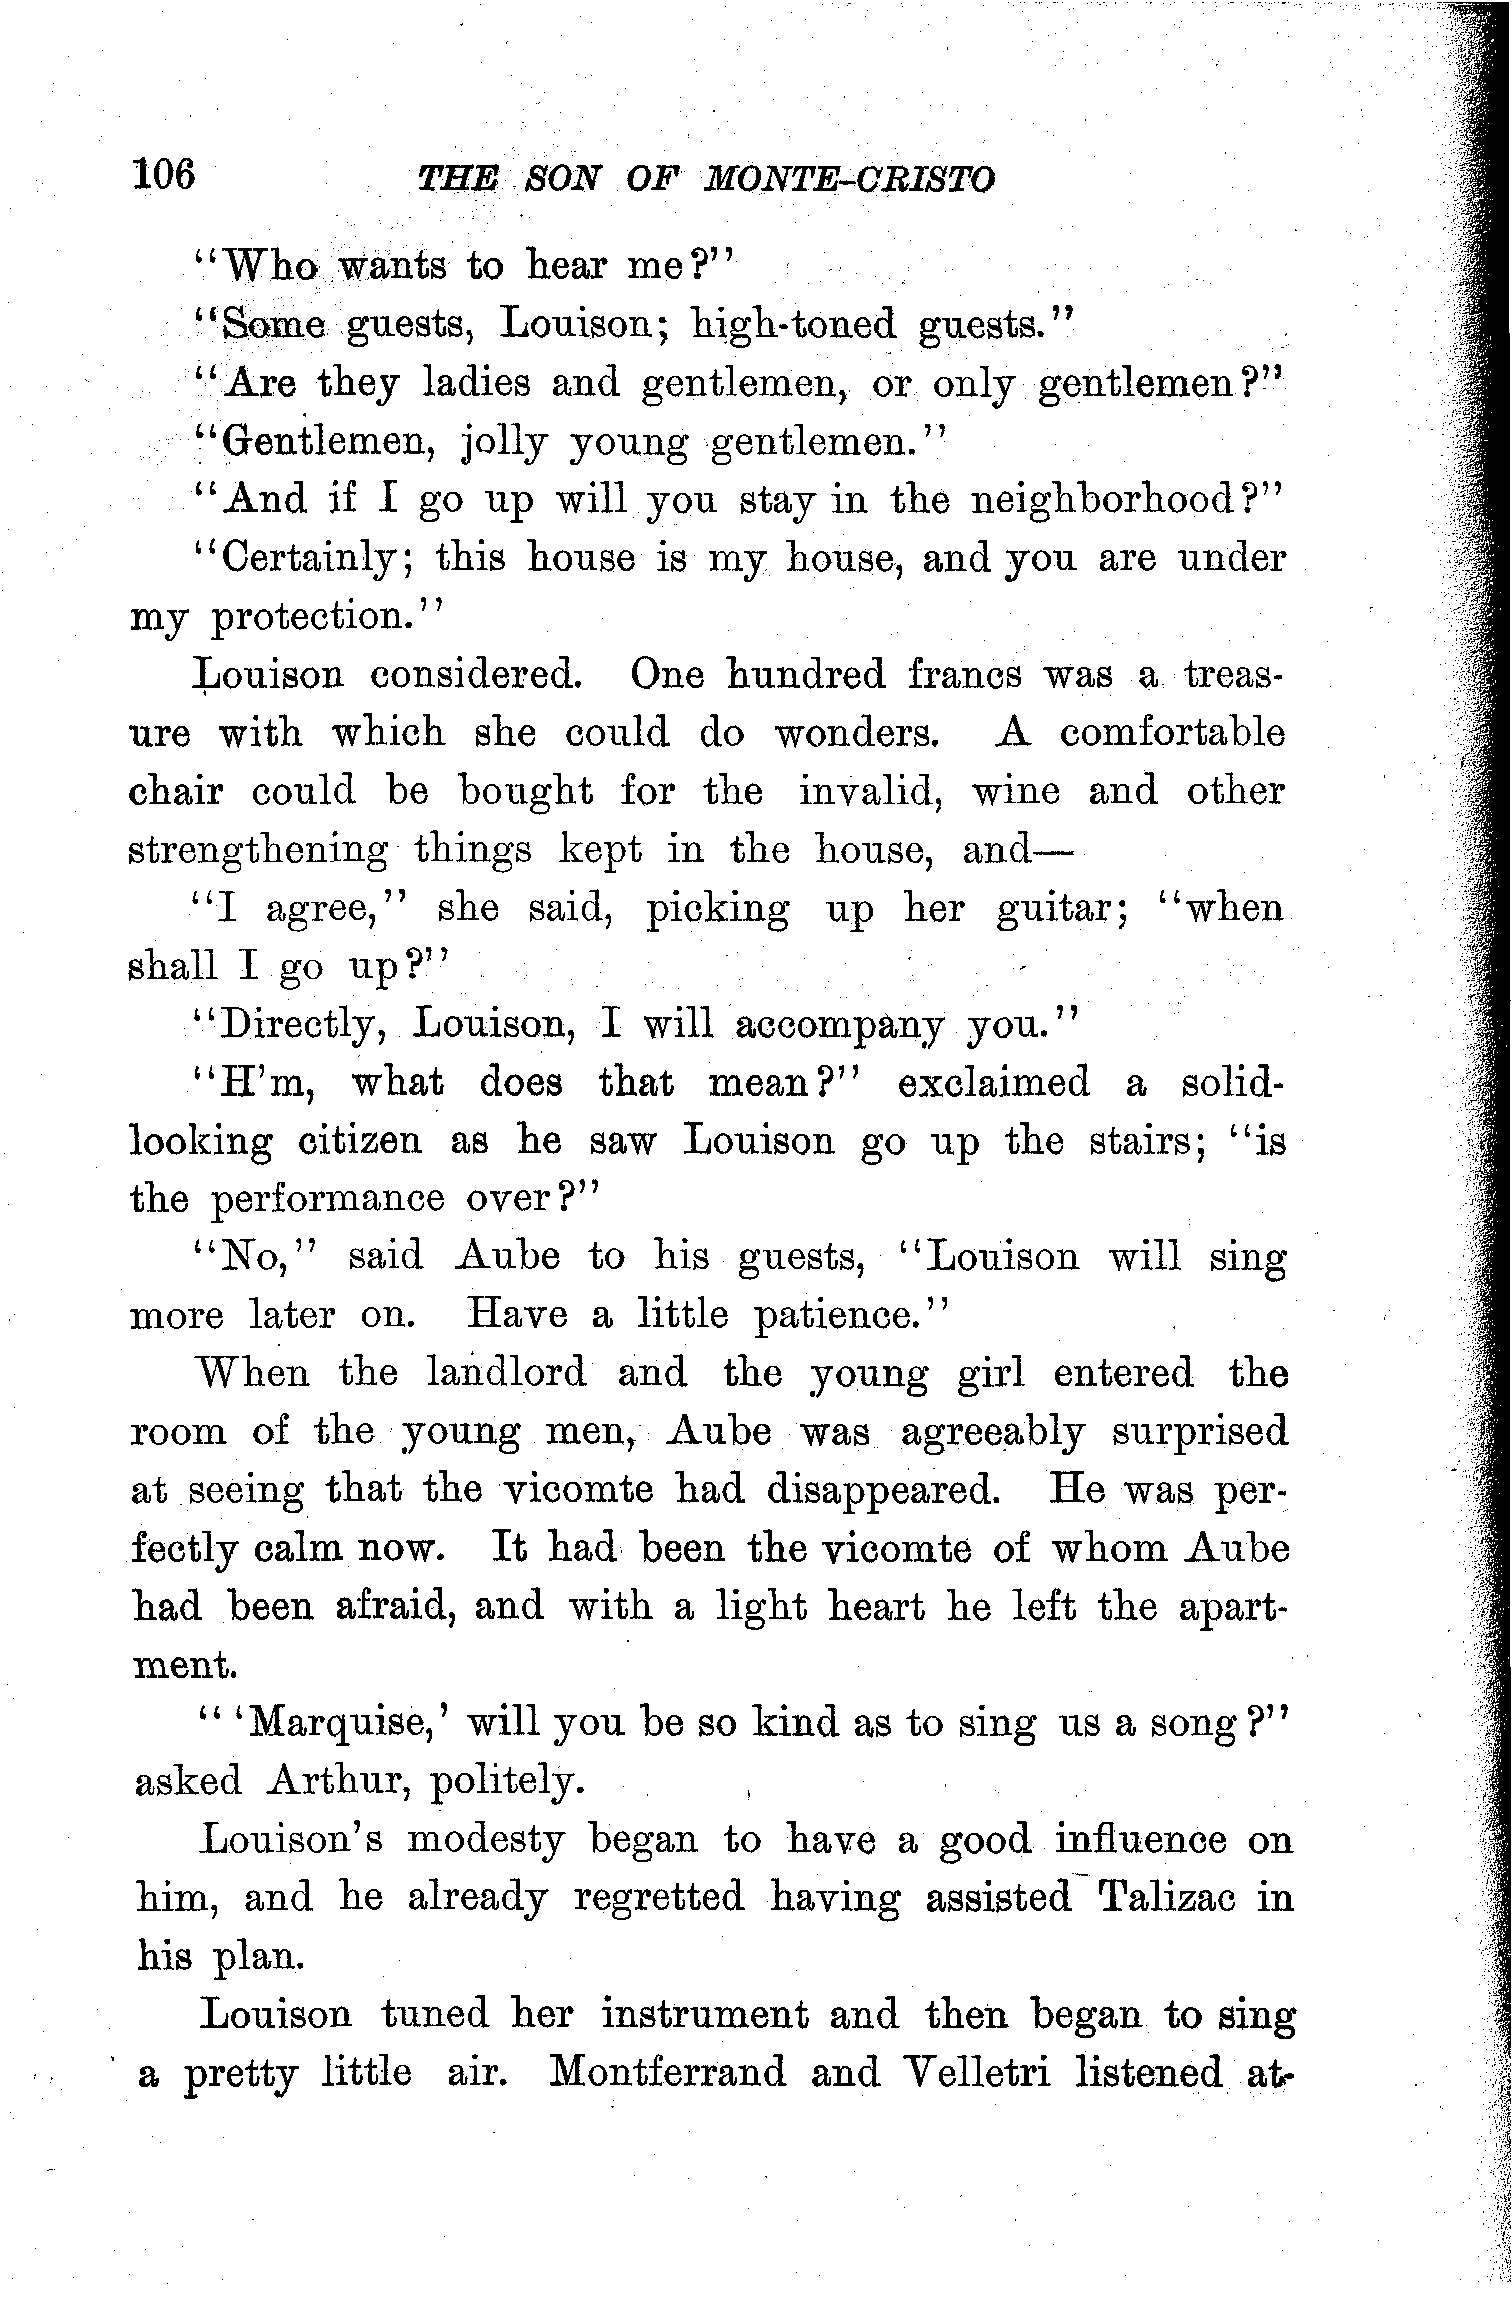 106 THE SON OF MONTE-CRISTO
"Who wants to hear me?"
"Some guests, Louison; high-toned guests."
"Are they ladies and gentlemen, or only gentlemen?"
"Gentlemen, jolly young gentlemen."
"And if I go up will you stay in the neighborhood?"
"Certainly; this house is my house, and you are under
my protection."
Louison considered. One hundred francs was a treas-
ure with which she could do wonders. A comfortable
chair could be bought for the invalid, wine and other
strengthening things kept in the house, and—
"I agree," she said, picking up her guitar; "when
shall I go up?"
"Directly, Louison, I will accompany you."
"H'm, what does that mean?" exclaimed a solid-
looking citizen as he saw Louison go up the stairs; "is
the performance over?"
"No," said Aube to his guests, "Louison will sing
more later on. Have a little patience."
When the landlord and the young girl entered the
room of the young men, Aube was agreeably surprised
at seeing that the vicomte had disappeared. He was per-
fectly calm now. It had been the vicomte of whom Aube
had been afraid, and with a light heart he left the apart-
ment.
" 'Marquise,' will you be so kind as to sing us a song?"
asked Arthur, politely.
Louison's modesty began to have a good influence on
him, and he already regretted having assisted Talizac in
his plan.
Louison tuned her instrument and then began to sing
a pretty little air. Montferrand and Velletri listened at-